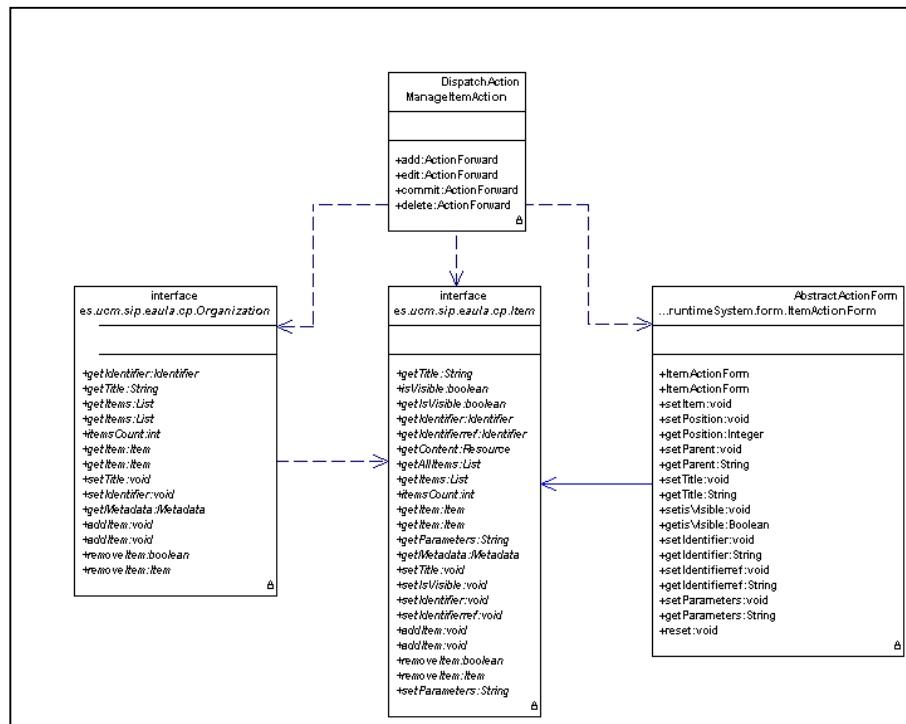 DispatchAction
ManageItemAction
+add:ActionForward
+edit:ActionForward
+commit:ActionForward
+delete:ActionForward
interface
es.ucm.sip.eaula.cp.Organization
+getIdentifier:Identifier
+getTitle:String
+getItems:List
+getItems:List
+itemsCount:int
+getItem:Item
+getItem:Item
+setTitle:void
+setIdentifier:void
+getMetadata:Metadata
+addItem:void
+addItem:void
+removeItem:boolean
+removeItem:Item
interface
es.ucm.sip.eaula.cp.Item
+getTitle:String
+isVisible:boolean
+getIsVisible:boolean
+getIdentifier:Identifier
+getIdentifierref:Identifier
+getContent:Resource
+getAllItems:List
+getItems:List
+itemsCount:int
+getItem:Item
+getItem:Item
+getParameters:String
+getMetadata:Metadata
+setTitle:void
+setIsVisible:void
+setIdentifier:void
+setIdentifierref:void
+addItem:void
+addItem:void
+removeItem:boolean
+removeItem:Item
+setParameters:String
AbstractActionForm
...runtimeSystem.form.ItemActionForm
+ItemActionForm
+ItemActionForm
+setItem:void
+setPosition:void
+getPosition:Integer
+setParent:void
+getParent:String
+setTitle:void
+getTitle:String
+setisVisible:void
+getisVisible:Boolean
+setIdentifier:void
+getIdentifier:String
+setIdentifierref:void
+getIdentifierref:String
+setParameters:void
+getParameters:String
+reset:void